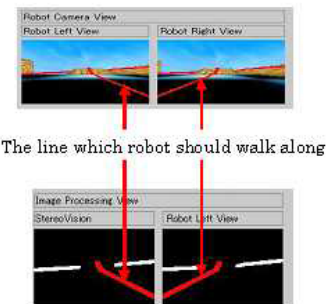 Robot Camera View
Robot Left View Robot Right View
The line which robot should walk along
Image Processing View
StereoVision Robot Left View